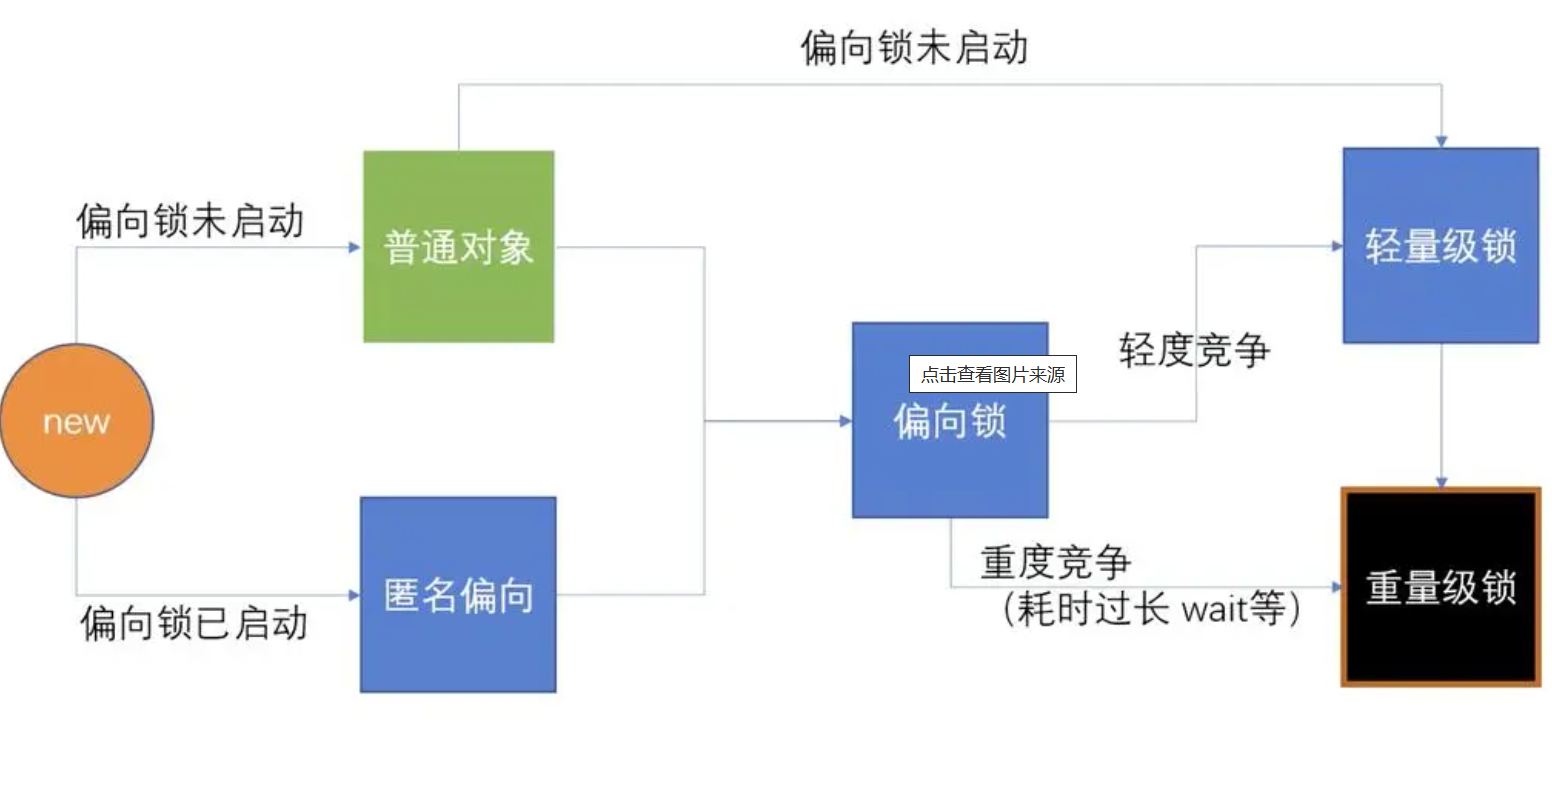 偏向锁未启动
偏向锁未启动
普通对象
轻量级锁
轻度竞争
点击查看图片来源
偏向锁
new
重度竞争
（耗时过长 wait等）
重量级锁
匿名偏向
偏向锁已启动